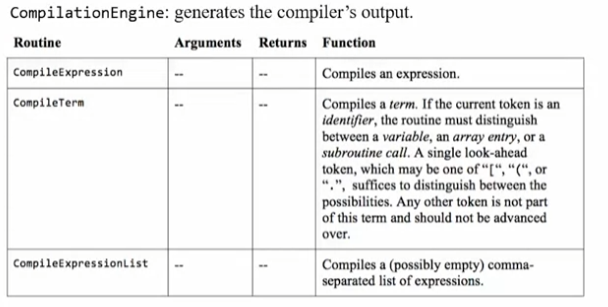 CompilationEngine: generates the compiler’s output.
Routine Arguments Returns Function
CompileExpression -- -- Compiles an expression.
CompileTerm -- -- Compiles a term. If the current token is an
identifier, the routine must distinguish
between a variable, an array entry, or a
subroutine call. A single look-ahead
token, which may be one of “[“, “(“, or
“.”, suffices to distinguish between the
possibilities. Any other token is not part
of this term and should not be advanced
over.
CompileExpressionList -- -- Compiles a (possibly empty) comma-
separated list of expressions.